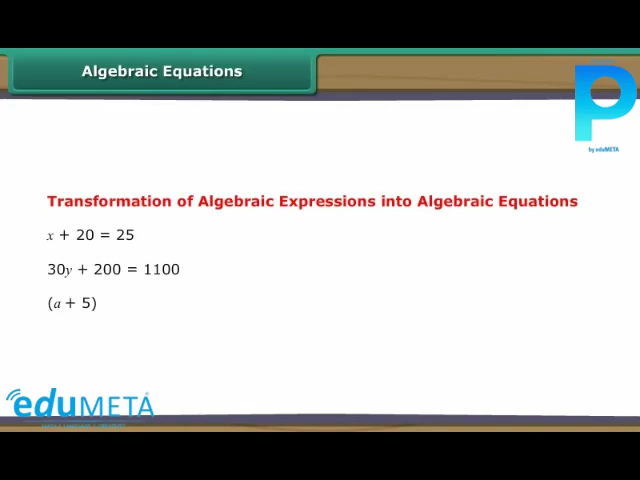 Algebraic Equations
by eduMETA
Transformation of Algebraic Expressions into Algebraic Equations
x + 20 = 25
30y + 200 = 1100
(a + 5)
eduMETA